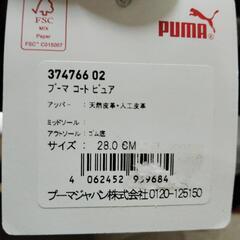 FSC
MIX
Paper
FSC® C015067
PUMA
374766 02
プーマ コート ピュア
アッパー : 天然皮革・人工皮革
ミッドソール :
アウトソール : ゴム底
サイズ : 28.0 CM
4 062452 959684
プーマジャパン株式会社 0120-125150